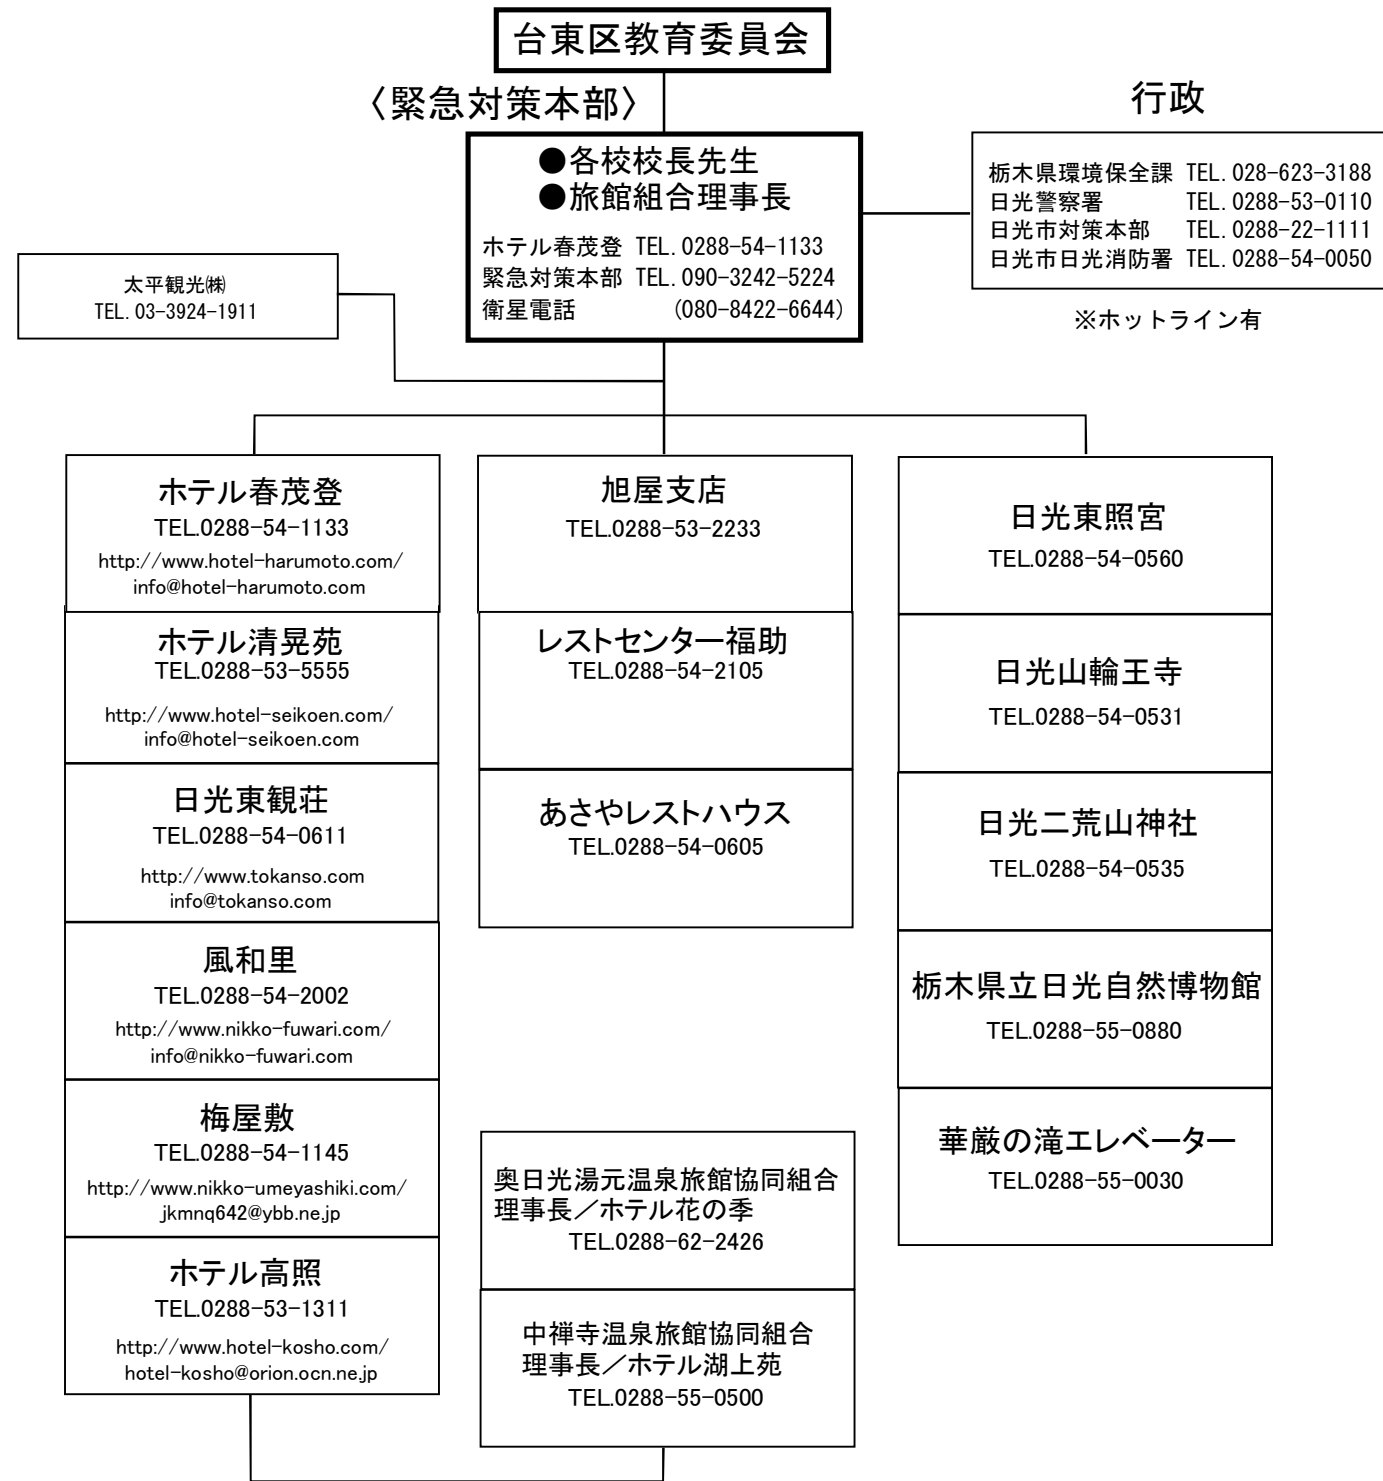 台東区教育委員会
〈緊急対策本部〉
●各校校長先生
●旅館組合理事長
ホテル春茂登 TEL.0288-54-1133
緊急対策本部 TEL.090-3242-5224
衛星電話 (080-8422-6644)
行政
栃木県環境保全課 TEL.028-623-3188
日光警察署 TEL.0288-53-0110
日光市対策本部 TEL.0288-22-1111
日光市日光消防署 TEL.0288-54-0050
※ホットライン有
太平観光㈱
TEL.03-3924-1911
ホテル春茂登
TEL.0288-54-1133
http://www.hotel-harumoto.com/
info@hotel-harumoto.com
ホテル清晃苑
TEL.0288-53-5555
http://www.hotel-seikoen.com/
info@hotel-seikoen.com
日光東観荘
TEL.0288-54-0611
http://www.tokanso.com
info@tokanso.com
風和里
TEL.0288-54-2002
http://www.nikko-fuwari.com/
info@nikko-fuwari.com
梅屋敷
TEL.0288-54-1145
http://www.nikko-umeyashiki.com/
jkmnq642@ybb.ne.jp
ホテル高照
TEL.0288-53-1311
http://www.hotel-kosho.com/
hotel-kosho@orion.ocn.ne.jp
旭屋支店
TEL.0288-53-2233
レストセンター福助
TEL.0288-54-2105
あさやレストハウス
TEL.0288-54-0605
奥日光湯元温泉旅館協同組合
理事長／ホテル花の季
TEL.0288-62-2426
中禅寺温泉旅館協同組合
理事長／ホテル湖上苑
TEL.0288-55-0500
日光東照宮
TEL.0288-54-0560
日光山輪王寺
TEL.0288-54-0531
日光二荒山神社
TEL.0288-54-0535
栃木県立日光自然博物館
TEL.0288-55-0880
華厳の滝エレベーター
TEL.0288-55-0030